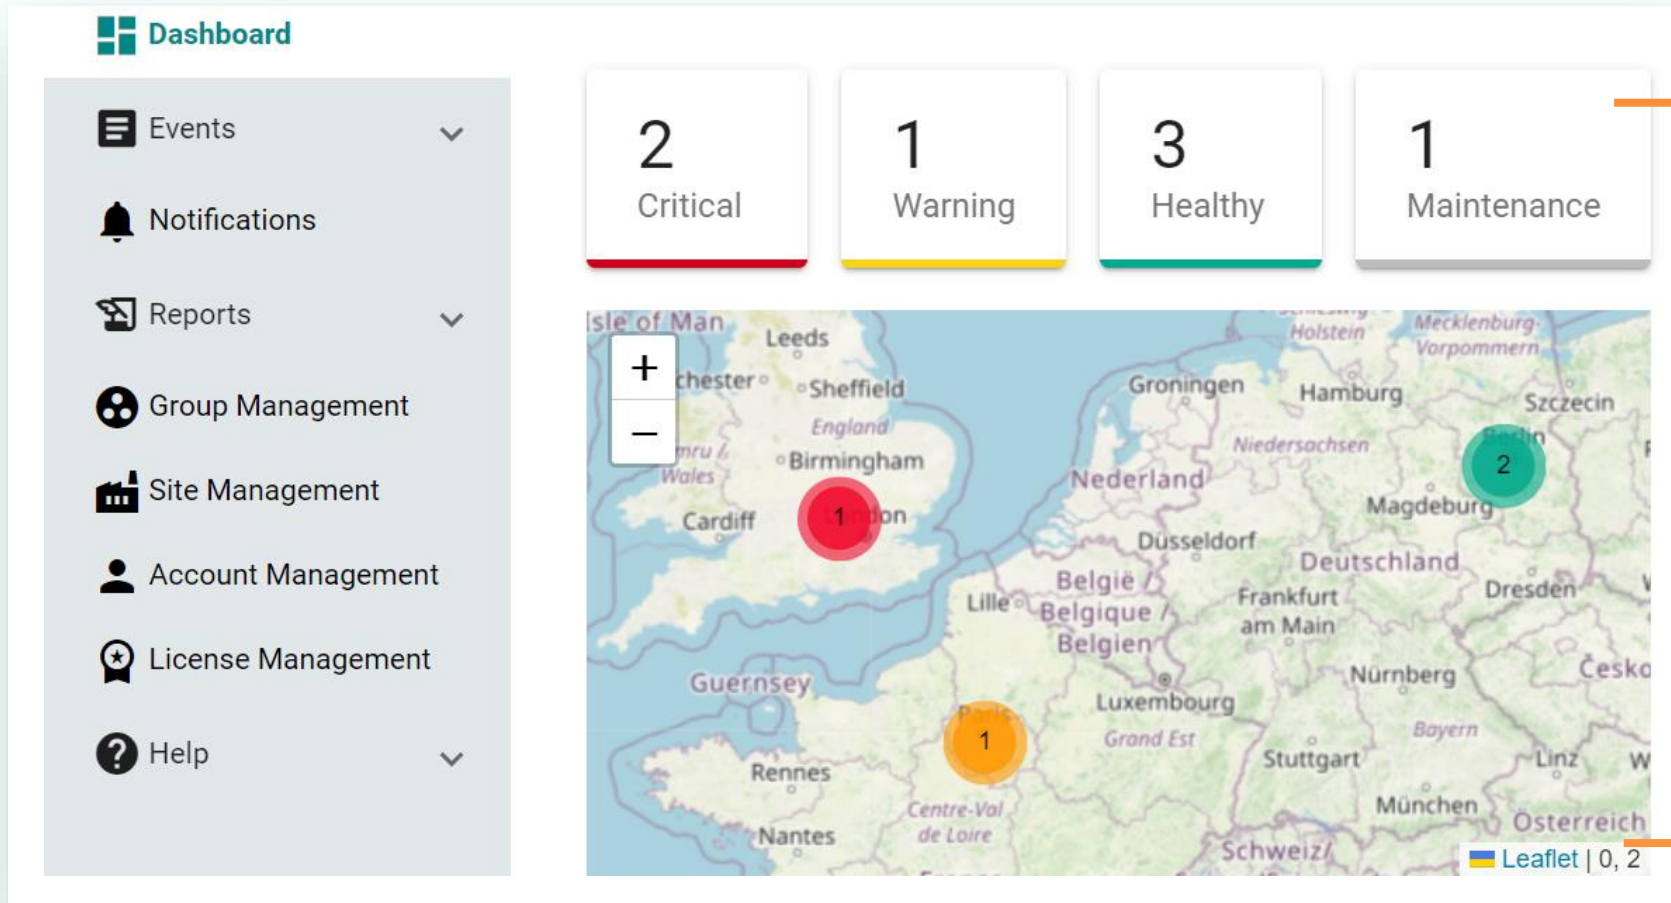 Dashboard
Events
Notifications
Reports
Group Management
Site Management
Account Management
License Management
Help
2
Critical
1
Warning
3
Healthy
1
Maintenance
Isle of Man
Leeds
Holstein
Mecklenburg-
Vorpommern
+
chester
Sheffield
Groningen
Hamburg
Szczecin
−
England
Niedersachsen
Wales
Birmingham
2
Nederland
Magdeburg
Cardiff
1
Düsseldorf
Deutschland
België /
Belgique /
Belgien
Lille
Frankfurt
am Main
Dresden
Guernsey
Luxembourg
Nürnberg
Česko
Paris
1
Grand Est
Bayern
Rennes
Stuttgart
Linz
W
Centre-Val
de Loire
München
Nantes
Österreich
Schweiz/
Leaflet | 0, 2